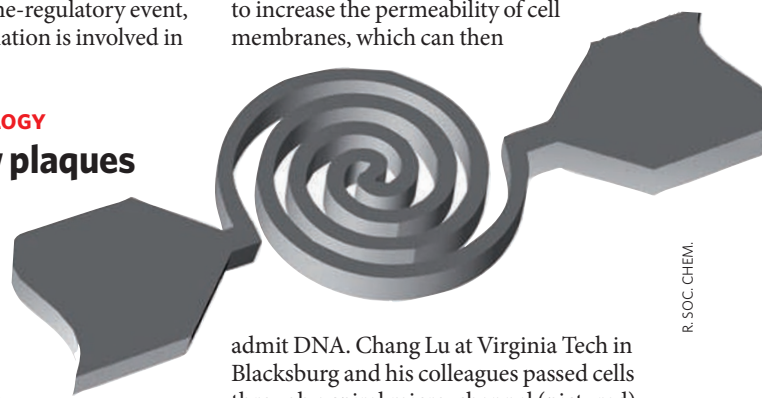 ne-regulatory event,
ation is involved in
OGY
plaques
to increase the permeability of cell
membranes, which can then
R. SOC. CHEM.
admit DNA. Chang Lu at Virginia Tech in
Blacksburg and his colleagues passed cells